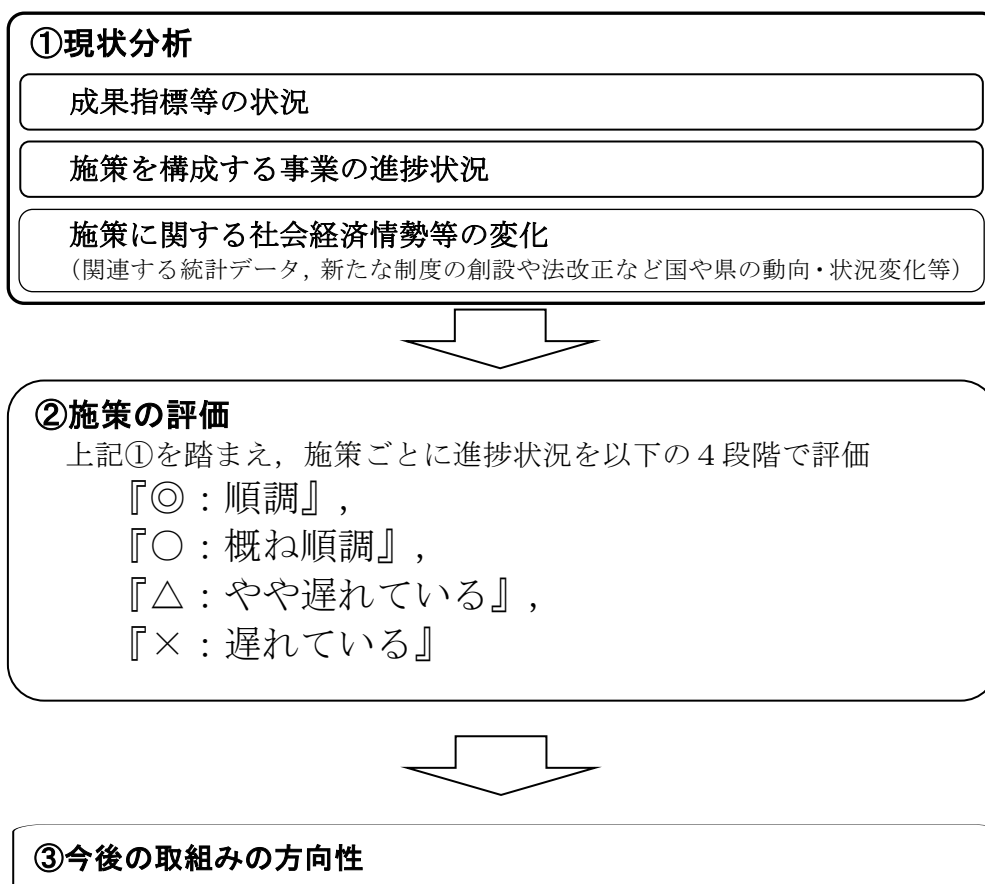 ①現状分析
成果指標等の状況
施策を構成する事業の進捗状況
施策に関する社会経済情勢等の変化
（関連する統計データ，新たな制度の創設や法改正など国や県の動向・状況変化等）
②施策の評価
上記①を踏まえ，施策ごとに進捗状況を以下の４段階で評価
『◎：順調』，
『○：概ね順調』，
『△：やや遅れている』，
『×：遅れている』
③今後の取組みの方向性